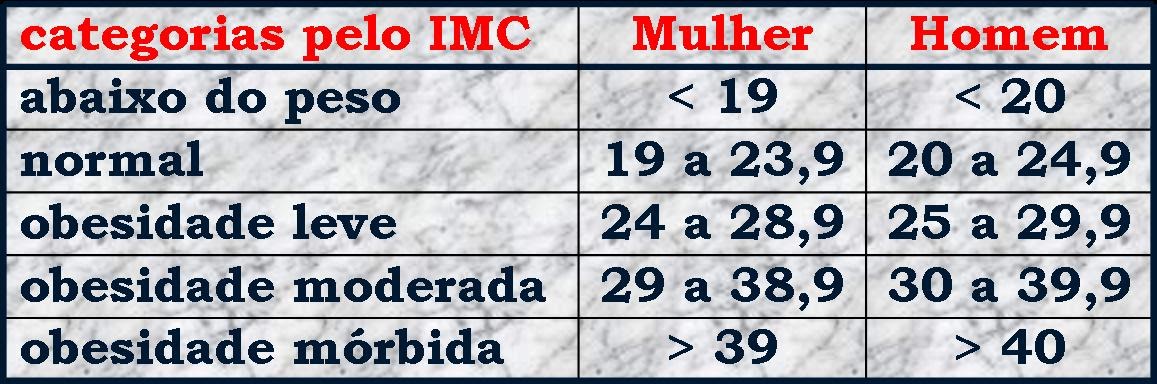 categorias pelo IMC Mulher Homem
abaixo do peso < 19 < 20
normal 19 a 23,9 20 a 24,9
obesidade leve 24 a 28,9 25 a 29,9
obesidade moderada 29 a 38,9 30 a 39,9
obesidade mórbida > 39 > 40